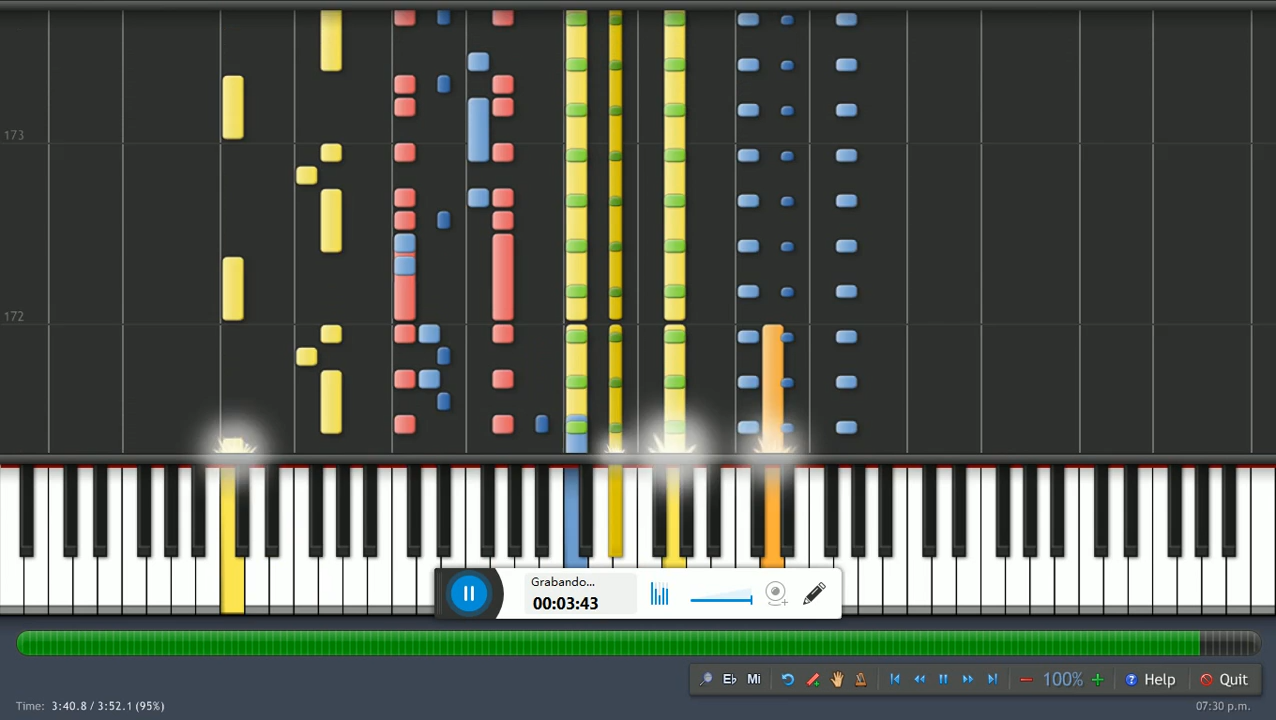 173
172
Grabando...
00:03:43
E♭ Mi 100% Help Quit
Time: 3:40.8 / 3:52.1 (95%)
07:30 p.m.